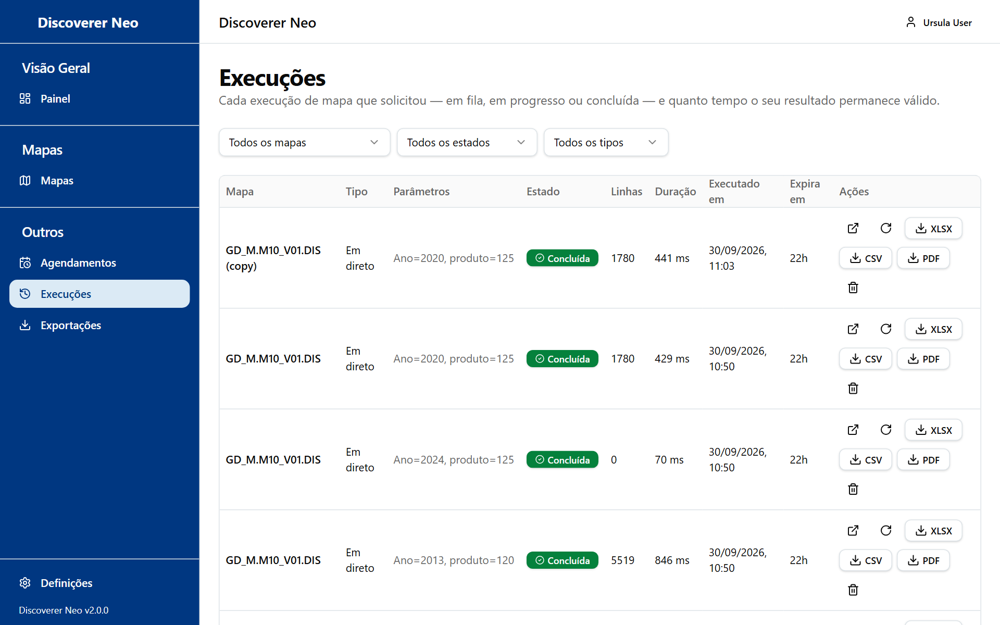 Discoverer Neo
Visão Geral
Painel
Mapas
Mapas
Outros
Agendamentos
Execuções
Exportações
Definições
Discoverer Neo v2.0.0
Discoverer Neo
Ursula User
Execuções
Cada execução de mapa que solicitou — em fila, em progresso ou concluída — e quanto tempo o seu resultado permanece válido.
Todos os mapas
Todos os estados
Todos os tipos
Mapa
Tipo
Parâmetros
Estado
Linhas
Duração
Executado
em
Expira
em
Ações
GD_M.M10_V01.DIS
(copy)
Em
direto
Ano=2020, produto=125
Concluída
1780
441 ms
30/09/2026,
11:03
22h
XLSX
CSV
PDF
GD_M.M10_V01.DIS
Em
direto
Ano=2020, produto=125
Concluída
1780
429 ms
30/09/2026,
10:50
22h
XLSX
CSV
PDF
GD_M.M10_V01.DIS
Em
direto
Ano=2024, produto=125
Concluída
0
70 ms
30/09/2026,
10:50
22h
XLSX
CSV
PDF
GD_M.M10_V01.DIS
Em
direto
Ano=2013, produto=120
Concluída
5519
846 ms
30/09/2026,
10:50
22h
XLSX
CSV
PDF